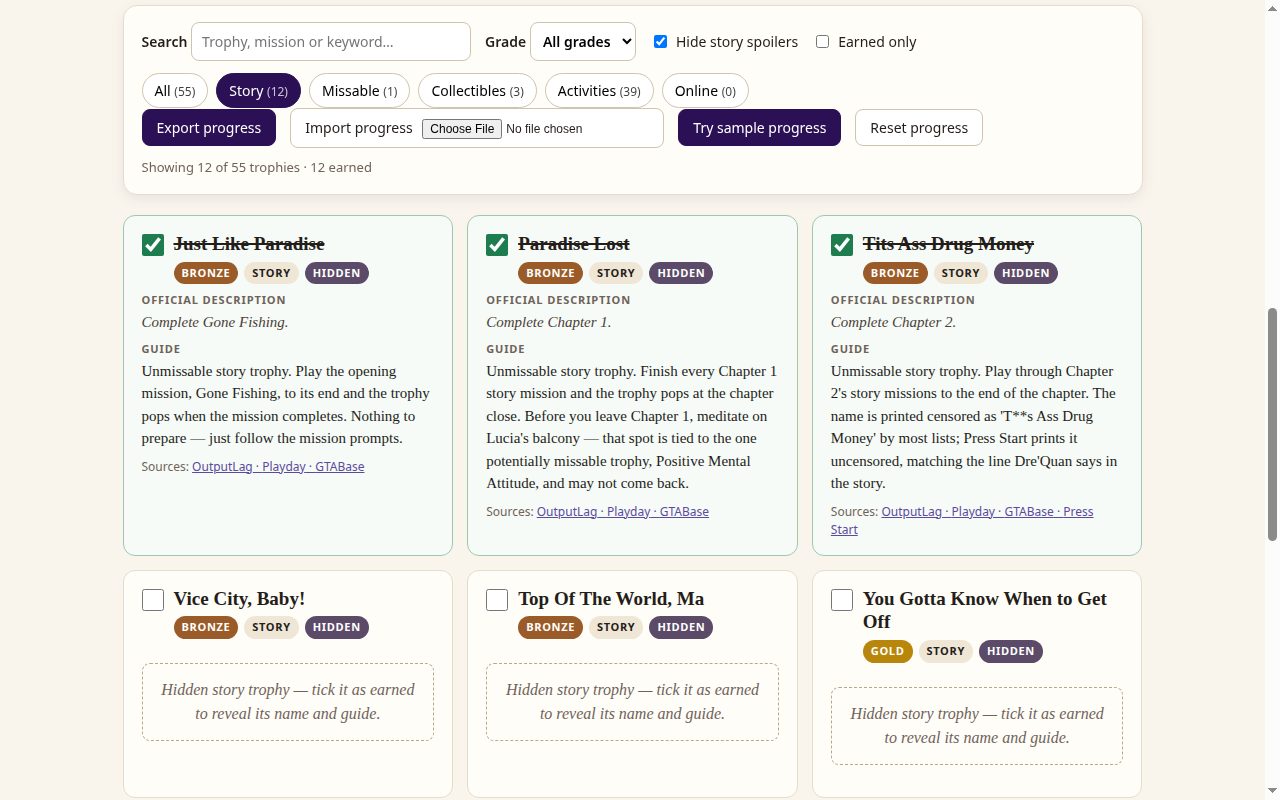 Search Trophy, mission or keyword... Grade All grades Hide story spoilers Earned only
All (55) Story (12) Missable (1) Collectibles (3) Activities (39) Online (0)
Export progress Import progress Choose File No file chosen Try sample progress Reset progress
Showing 12 of 55 trophies · 12 earned
Just Like Paradise
BRONZE STORY HIDDEN
OFFICIAL DESCRIPTION
Complete Gone Fishing.
GUIDE
Unmissable story trophy. Play the opening
mission, Gone Fishing, to its end and the trophy
pops when the mission completes. Nothing to
prepare — just follow the mission prompts.
Sources: OutputLag · Playday · GTABase
Paradise Lost
BRONZE STORY HIDDEN
OFFICIAL DESCRIPTION
Complete Chapter 1.
GUIDE
Unmissable story trophy. Finish every Chapter 1
story mission and the trophy pops at the chapter
close. Before you leave Chapter 1, meditate on
Lucia's balcony — that spot is tied to the one
potentially missable trophy, Positive Mental
Attitude, and may not come back.
Sources: OutputLag · Playday · GTABase
Tits Ass Drug Money
BRONZE STORY HIDDEN
OFFICIAL DESCRIPTION
Complete Chapter 2.
GUIDE
Unmissable story trophy. Play through Chapter
2's story missions to the end of the chapter. The
name is printed censored as 'T**s Ass Drug
Money' by most lists; Press Start prints it
uncensored, matching the line Dre'Quan says in
the story.
Sources: OutputLag · Playday · GTABase · Press
Start
Vice City, Baby!
BRONZE STORY HIDDEN
Hidden story trophy — tick it as earned
to reveal its name and guide.
Top Of The World, Ma
BRONZE STORY HIDDEN
Hidden story trophy — tick it as earned
to reveal its name and guide.
You Gotta Know When to Get
Off
GOLD STORY HIDDEN
Hidden story trophy — tick it as earned
to reveal its name and guide.